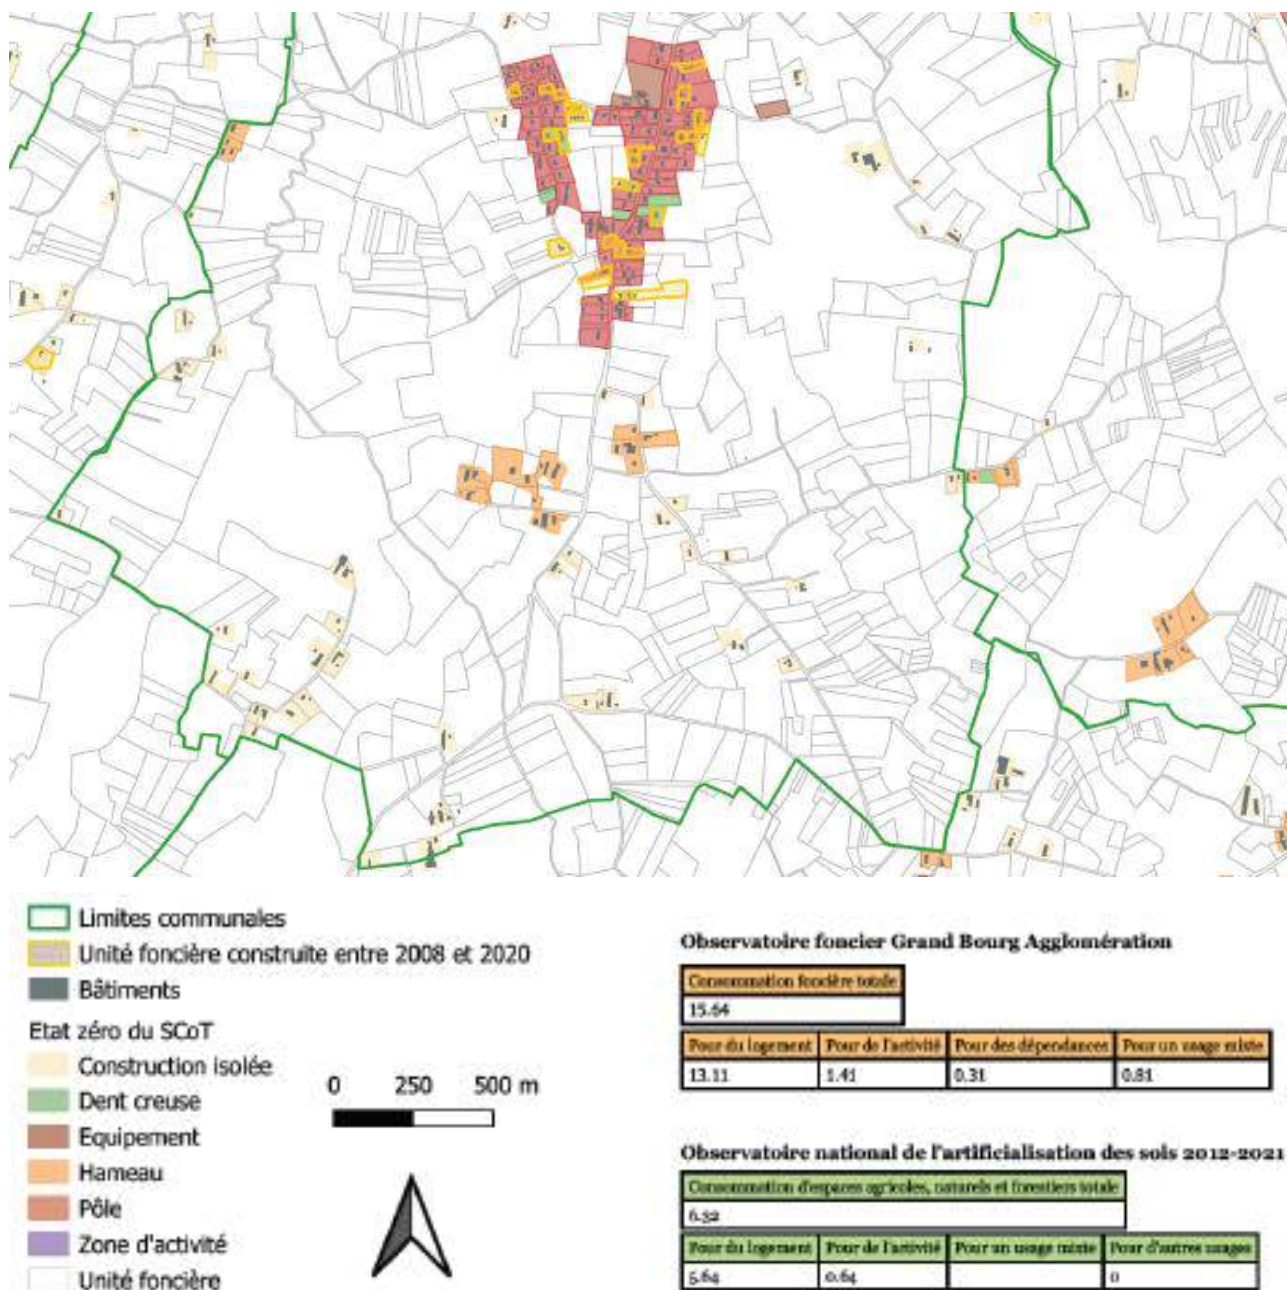 Limites communales
Unité foncière construite entre 2008 et 2020
Bâtiments
Etat zéro du SCoT
Construction isolée
Dent creuse
Equipement
Hameau
Pôle
Zone d'activité
Unité foncière
0 250 500 m
Observatoire foncier Grand Bourg Agglomération
Consommation foncière totale
15.64
Pour du logement Pour de l'activité Pour des dépendances Pour un usage mixte
13.11 1.41 0.31 0.81
Observatoire national de l'artificialisation des sols 2012-2021
Consommation d'espaces agricoles, naturels et forestiers totale
6.32
Pour du logement Pour de l'activité Pour un usage mixte Pour d'autres usages
5.64 0.64 0